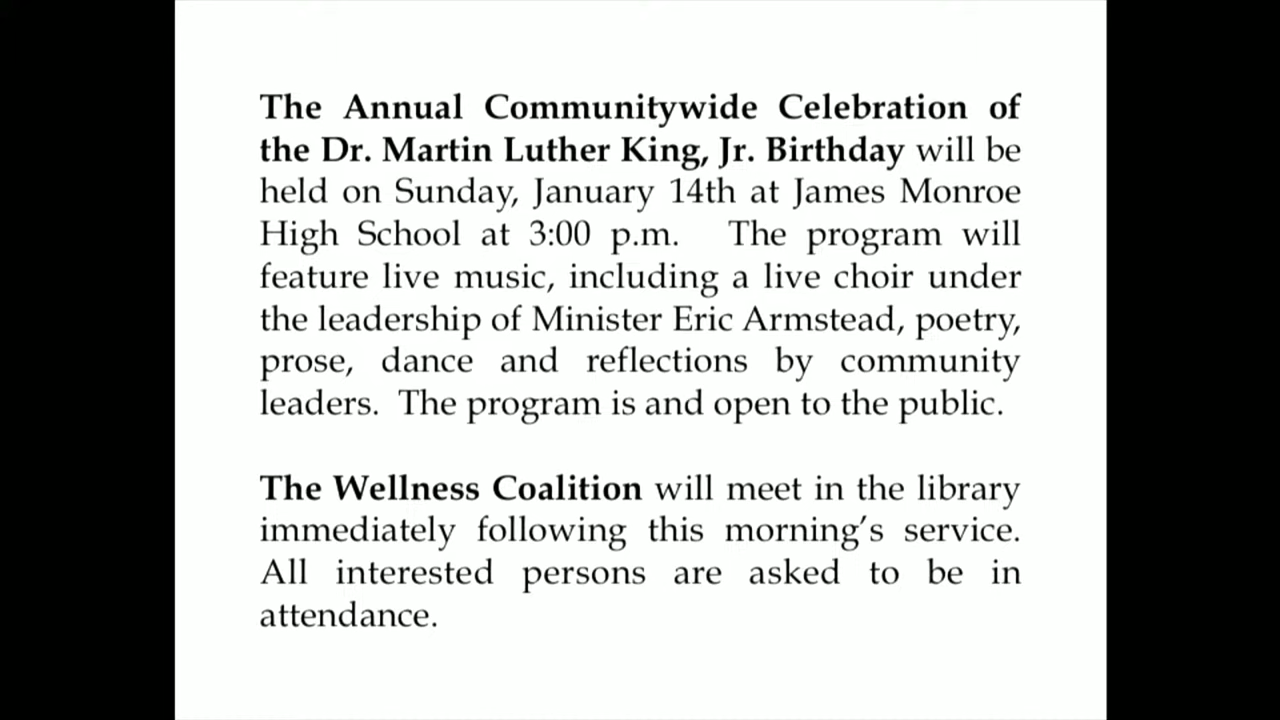 The Annual Communitywide Celebration of
the Dr. Martin Luther King, Jr. Birthday will be
held on Sunday, January 14th at James Monroe
High School at 3:00 p.m. The program will
feature live music, including a live choir under
the leadership of Minister Eric Armstead, poetry,
prose, dance and reflections by community
leaders. The program is and open to the public.
The Wellness Coalition will meet in the library
immediately following this morning's service.
All interested persons are asked to be in
attendance.